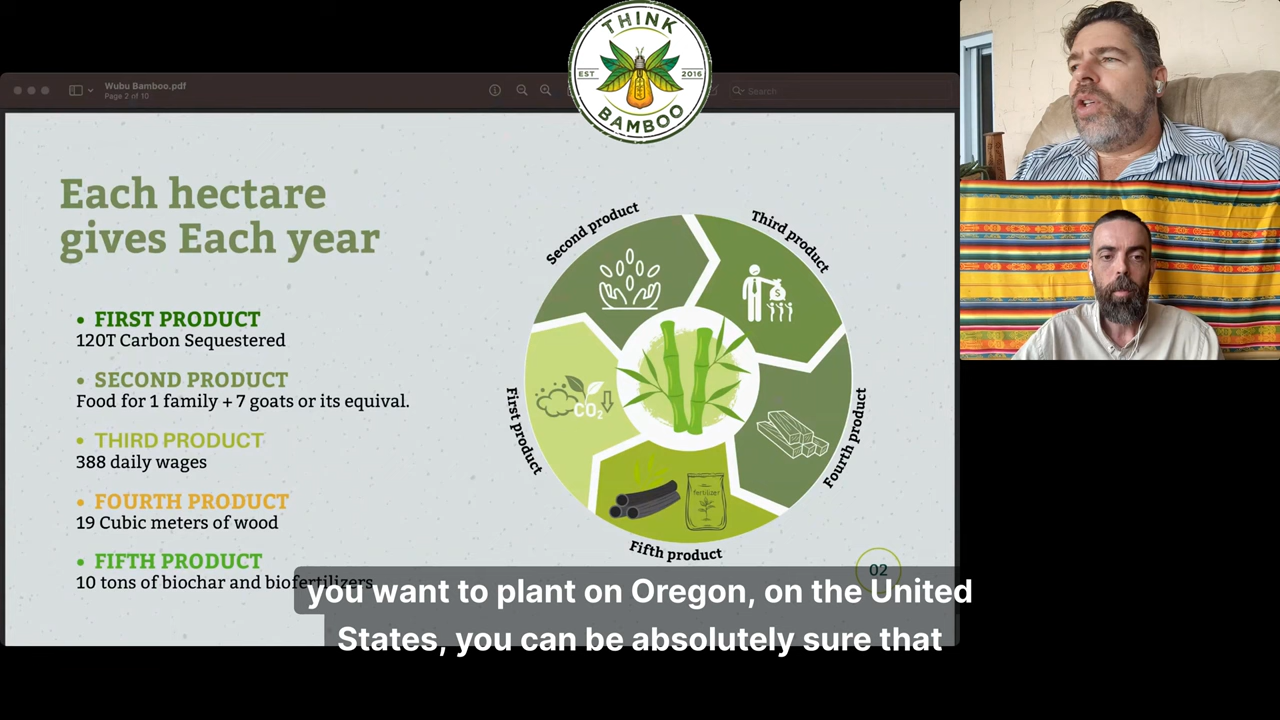 THINK
EST
2016
BAMBOO
Wubu Bamboo.pdf
Page 2 of 10
Search
Each hectare
gives Each year
• FIRST PRODUCT
120T Carbon Sequestered
• SECOND PRODUCT
Food for 1 family + 7 goats or its equival.
• THIRD PRODUCT
388 daily wages
• FOURTH PRODUCT
19 Cubic meters of wood
• FIFTH PRODUCT
10 tons of biochar and biofertilizers
Second product
Third product
$
First product
CO₂
Fourth product
fertilizer
Fifth product
02
you want to plant on Oregon, on the United
States, you can be absolutely sure that